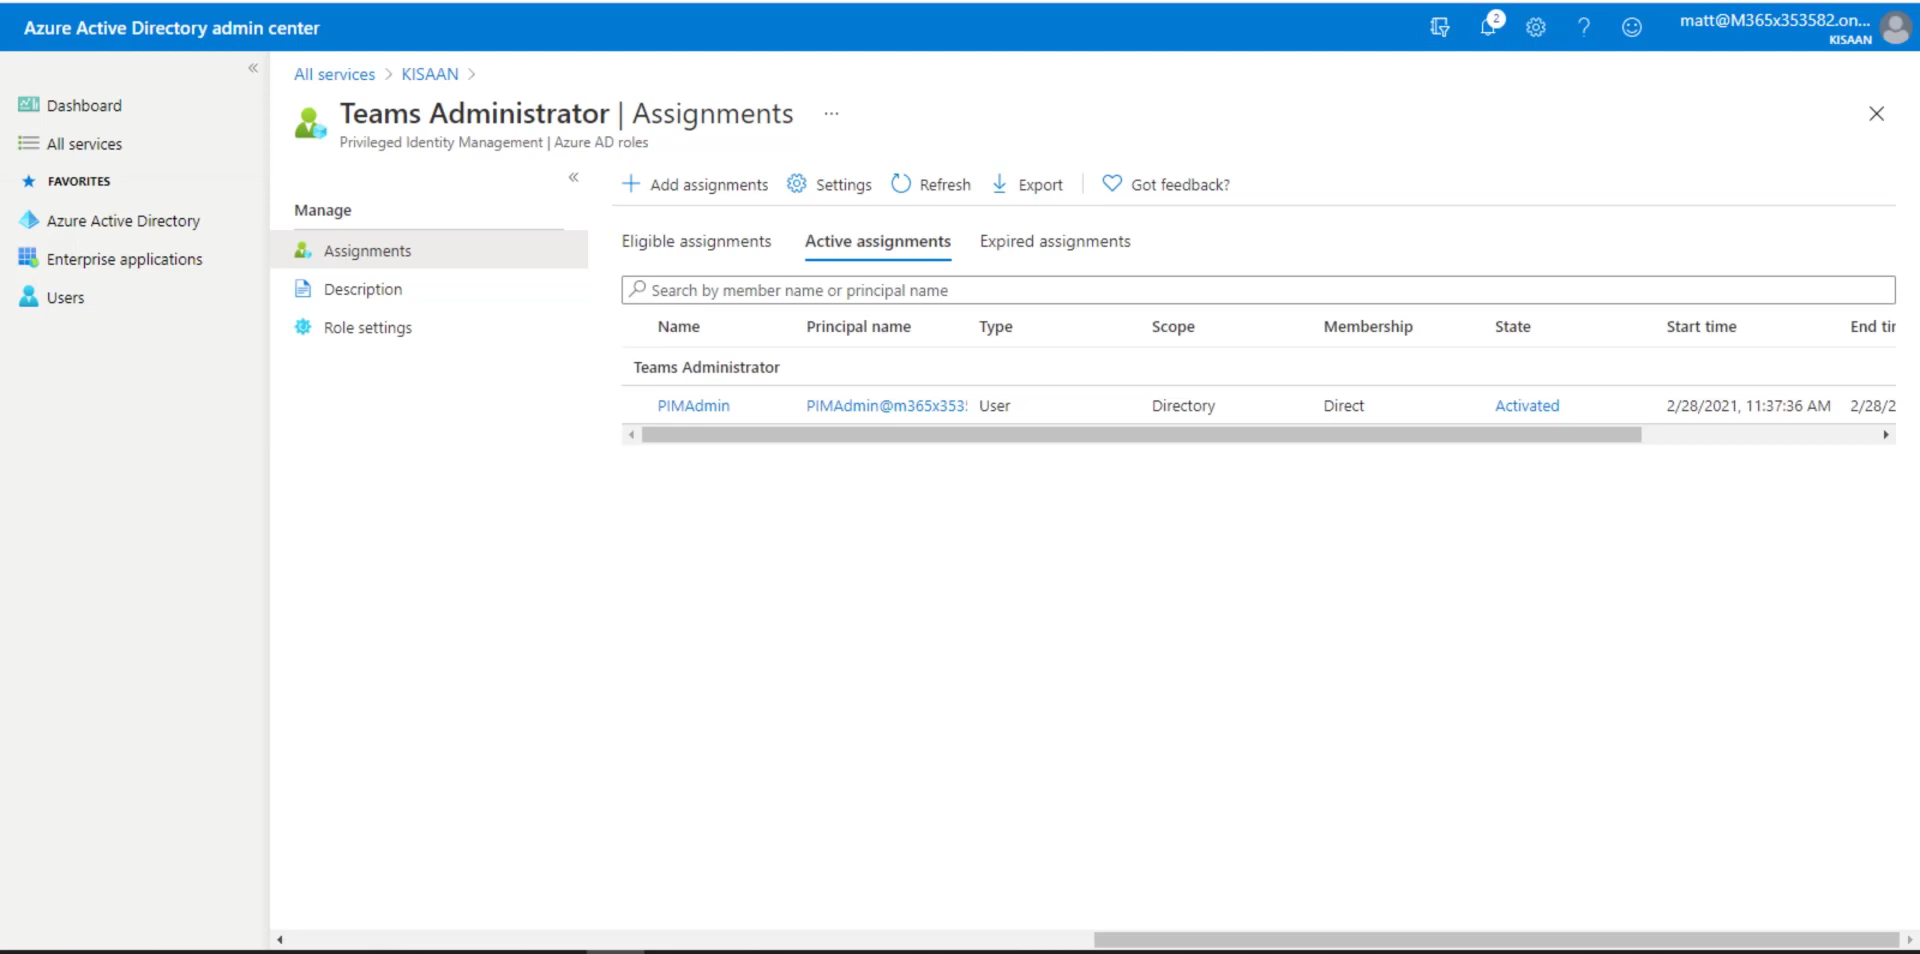 Azure Active Directory admin center
2
matt@M365x353582.on...
KISAAN
Dashboard
All services
FAVORITES
Azure Active Directory
Enterprise applications
Users
All services > KISAAN >
Teams Administrator | Assignments ...
Privileged Identity Management | Azure AD roles
Manage
Assignments
Description
Role settings
Add assignments Settings Refresh Export Got feedback?
Eligible assignments Active assignments Expired assignments
Search by member name or principal name
Name Principal name Type Scope Membership State Start time End tir
Teams Administrator
PIMAdmin PIMAdmin@m365x353 User Directory Direct Activated 2/28/2021, 11:37:36 AM 2/28/2